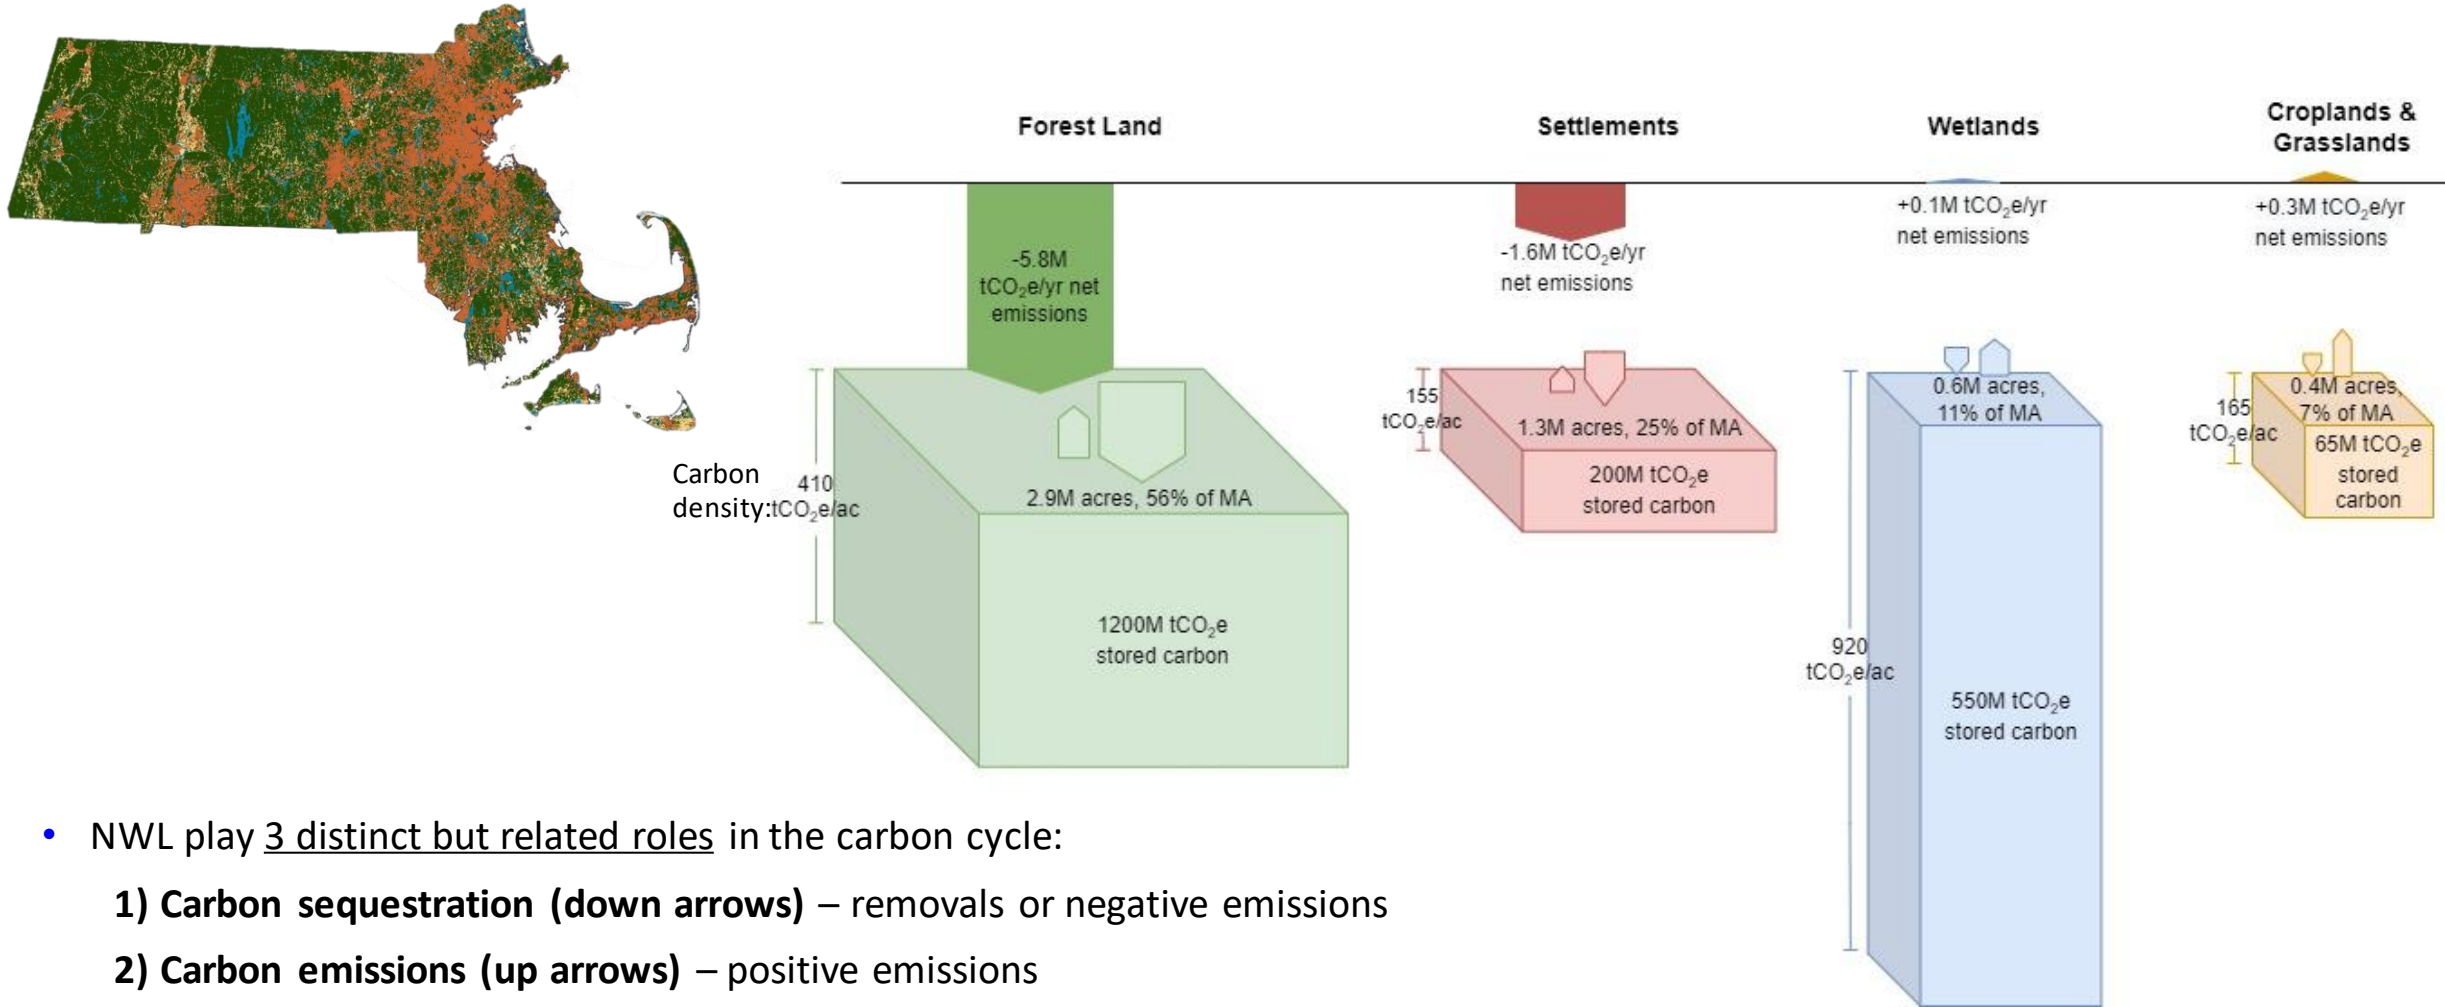 Forest Land
Settlements
Wetlands
Croplands &
Grasslands
-5.8M
tCO₂e/yr net
emissions
-1.6M tCO₂e/yr
net emissions
+0.1M tCO₂e/yr
net emissions
+0.3M tCO₂e/yr
net emissions
Carbon
density:
410
tCO₂e/ac
2.9M acres, 56% of MA
1200M tCO₂e
stored carbon
155
tCO₂e/ac
1.3M acres, 25% of MA
200M tCO₂e
stored carbon
920
tCO₂e/ac
0.6M acres,
11% of MA
550M tCO₂e
stored carbon
165
tCO₂e/ac
0.4M acres,
7% of MA
65M tCO₂e
stored
carbon
• NWL play 3 distinct but related roles in the carbon cycle:
1) Carbon sequestration (down arrows) – removals or negative emissions
2) Carbon emissions (up arrows) – positive emissions